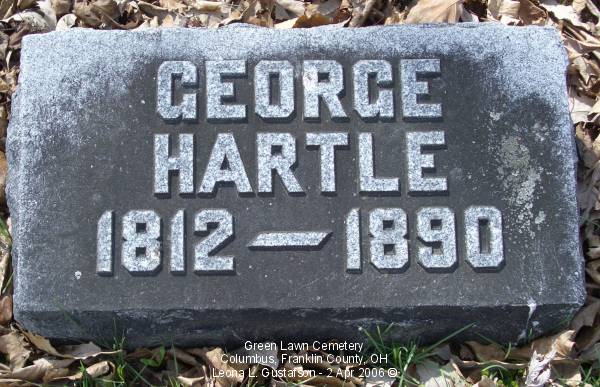 GEORGE
HARTLE
1812 — 1890
Green Lawn Cemetery
Columbus, Franklin County, OH
Leona L. Gustafson - 2 Apr 2006 ©